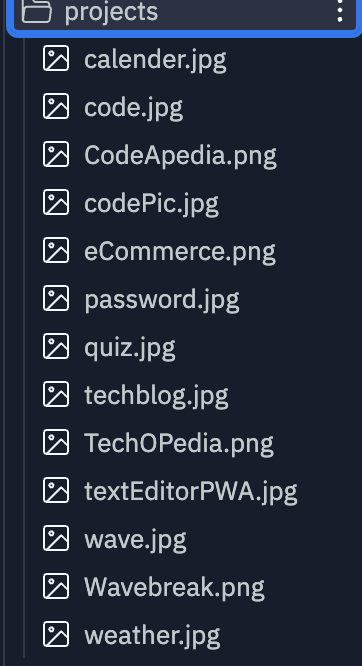 projects
calender.jpg
code.jpg
CodeApedia.png
codePic.jpg
eCommerce.png
password.jpg
quiz.jpg
techblog.jpg
TechOPedia.png
textEditorPWA.jpg
wave.jpg
Wavebreak.png
weather.jpg